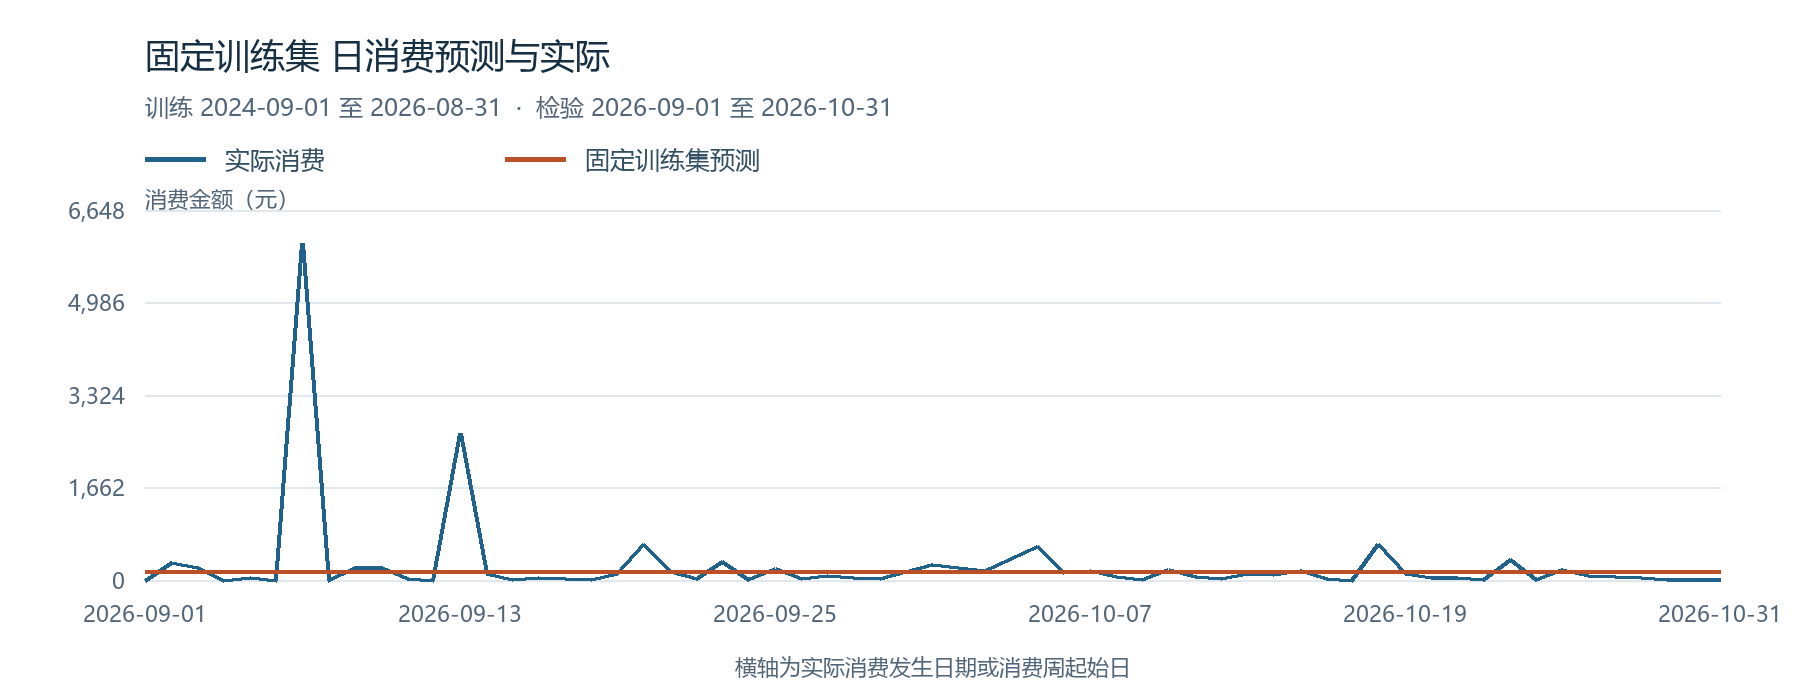 固定训练集 日消费预测与实际
训练 2024-09-01 至 2026-08-31 · 检验 2026-09-01 至 2026-10-31
实际消费 固定训练集预测
消费金额（元）
6,648
4,986
3,324
1,662
0
2026-09-01 2026-09-13 2026-09-25 2026-10-07 2026-10-19 2026-10-31
横轴为实际消费发生日期或消费周起始日